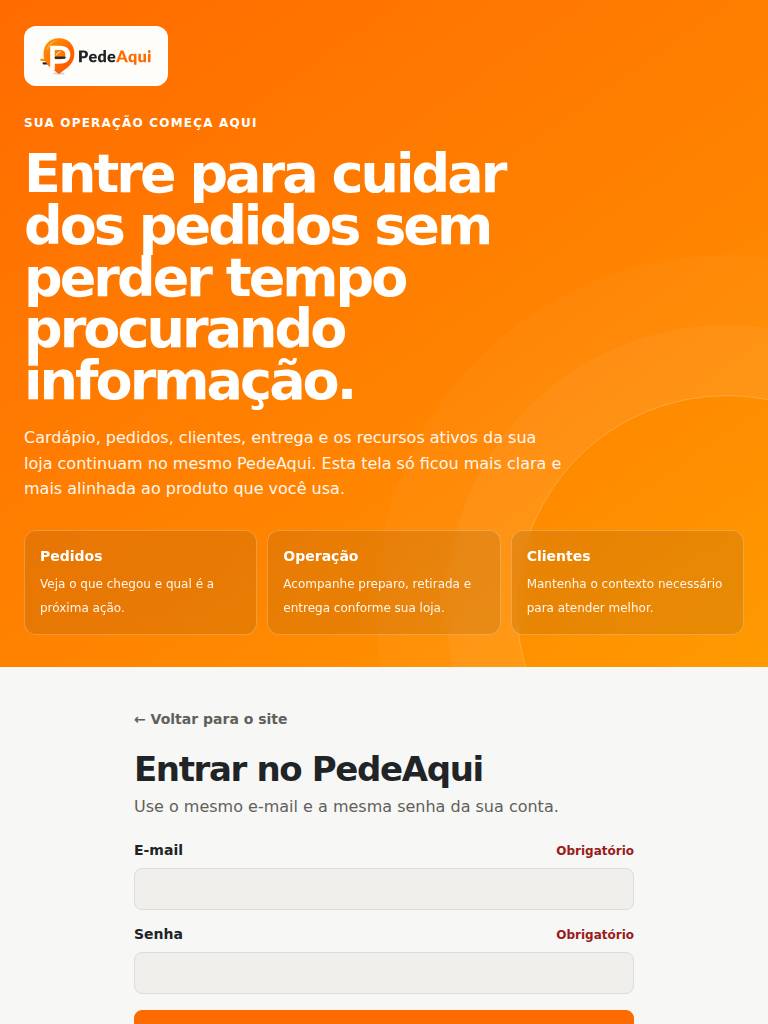 PedeAqui
SUA OPERAÇÃO COMEÇA AQUI
Entre para cuidar
dos pedidos sem
perder tempo
procurando
informação.
Cardápio, pedidos, clientes, entrega e os recursos ativos da sua
loja continuam no mesmo PedeAqui. Esta tela só ficou mais clara e
mais alinhada ao produto que você usa.
Pedidos
Veja o que chegou e qual é a
próxima ação.
Operação
Acompanhe preparo, retirada e
entrega conforme sua loja.
Clientes
Mantenha o contexto necessário
para atender melhor.
← Voltar para o site
Entrar no PedeAqui
Use o mesmo e-mail e a mesma senha da sua conta.
E-mail Obrigatório
Senha Obrigatório